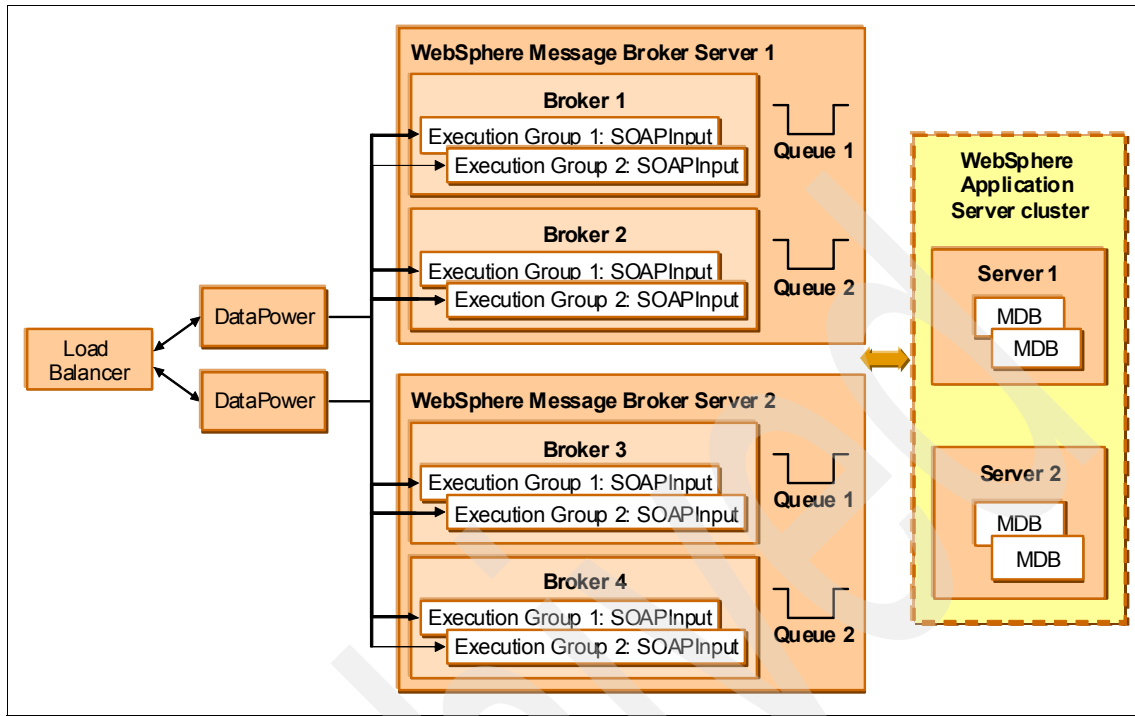 WebSphere Message Broker Server 1
Broker 1
Execution Group 1: SOAPInput
Execution Group 2: SOAPInput
Queue 1
Broker 2
Execution Group 1: SOAPInput
Execution Group 2: SOAPInput
Queue 2
Load
Balancer
DataPower
DataPower
WebSphere Message Broker Server 2
Broker 3
Execution Group 1: SOAPInput
Execution Group 2: SOAPInput
Queue 1
Broker 4
Execution Group 1: SOAPInput
Execution Group 2: SOAPInput
Queue 2
WebSphere
Application
Server cluster
Server 1
MDB
MDB
Server 2
MDB
MDB